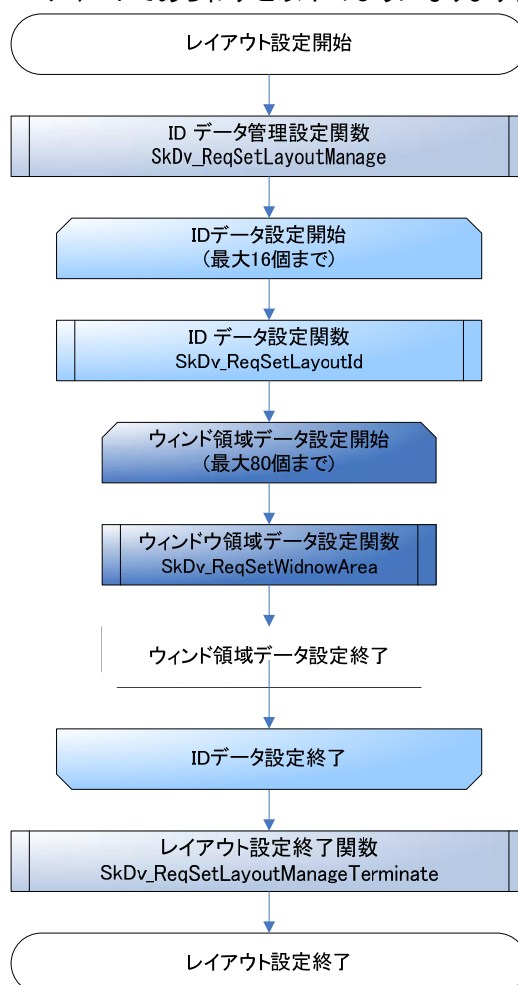 レイアウト設定開始
ID データ管理設定関数
SkDv_ReqSetLayoutManage
IDデータ設定開始
(最大16個まで)
ID データ設定関数
SkDv_ReqSetLayoutId
ウィンド領域データ設定開始
(最大80個まで)
ウィンドウ領域データ設定関数
SkDv_ReqSetWidnowArea
ウィンド領域データ設定終了
IDデータ設定終了
レイアウト設定終了関数
SkDv_ReqSetLayoutManageTerminate
レイアウト設定終了